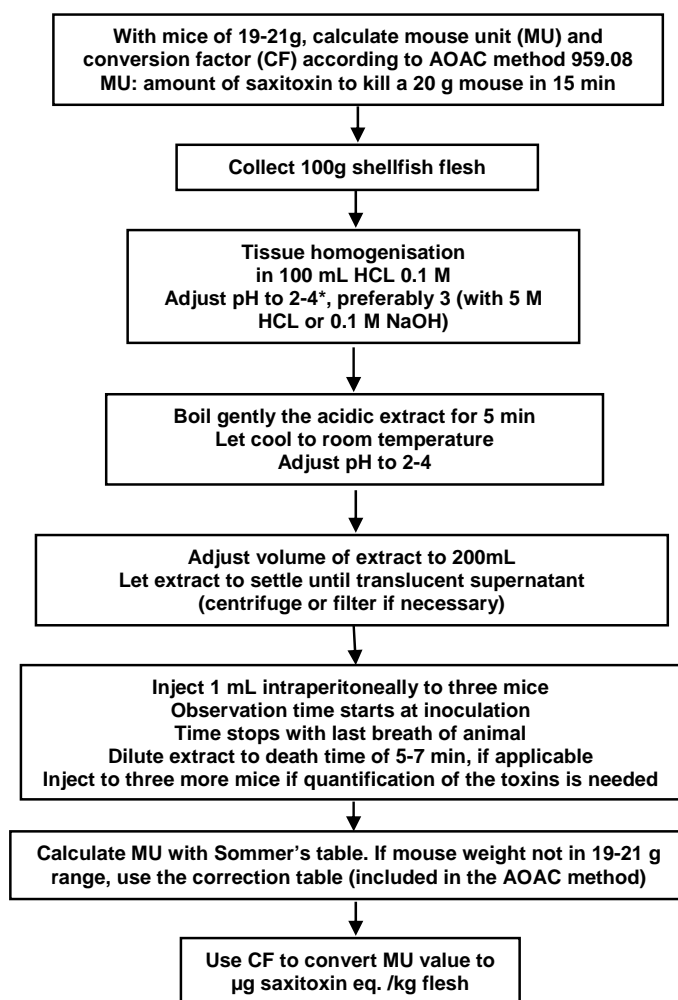 With mice of 19-21g, calculate mouse unit (MU) and
conversion factor (CF) according to AOAC method 959.08
MU: amount of saxitoxin to kill a 20 g mouse in 15 min
Collect 100g shellfish flesh
Tissue homogenisation
in 100 mL HCL 0.1 M
Adjust pH to 2-4*, preferably 3 (with 5 M
HCL or 0.1 M NaOH)
Boil gently the acidic extract for 5 min
Let cool to room temperature
Adjust pH to 2-4
Adjust volume of extract to 200mL
Let extract to settle until translucent supernatant
(centrifuge or filter if necessary)
Inject 1 mL intraperitoneally to three mice
Observation time starts at inoculation
Time stops with last breath of animal
Dilute extract to death time of 5-7 min, if applicable
Inject to three more mice if quantification of the toxins is needed
Calculate MU with Sommer's table. If mouse weight not in 19-21 g
range, use the correction table (included in the AOAC method)
Use CF to convert MU value to
µg saxitoxin eq. /kg flesh